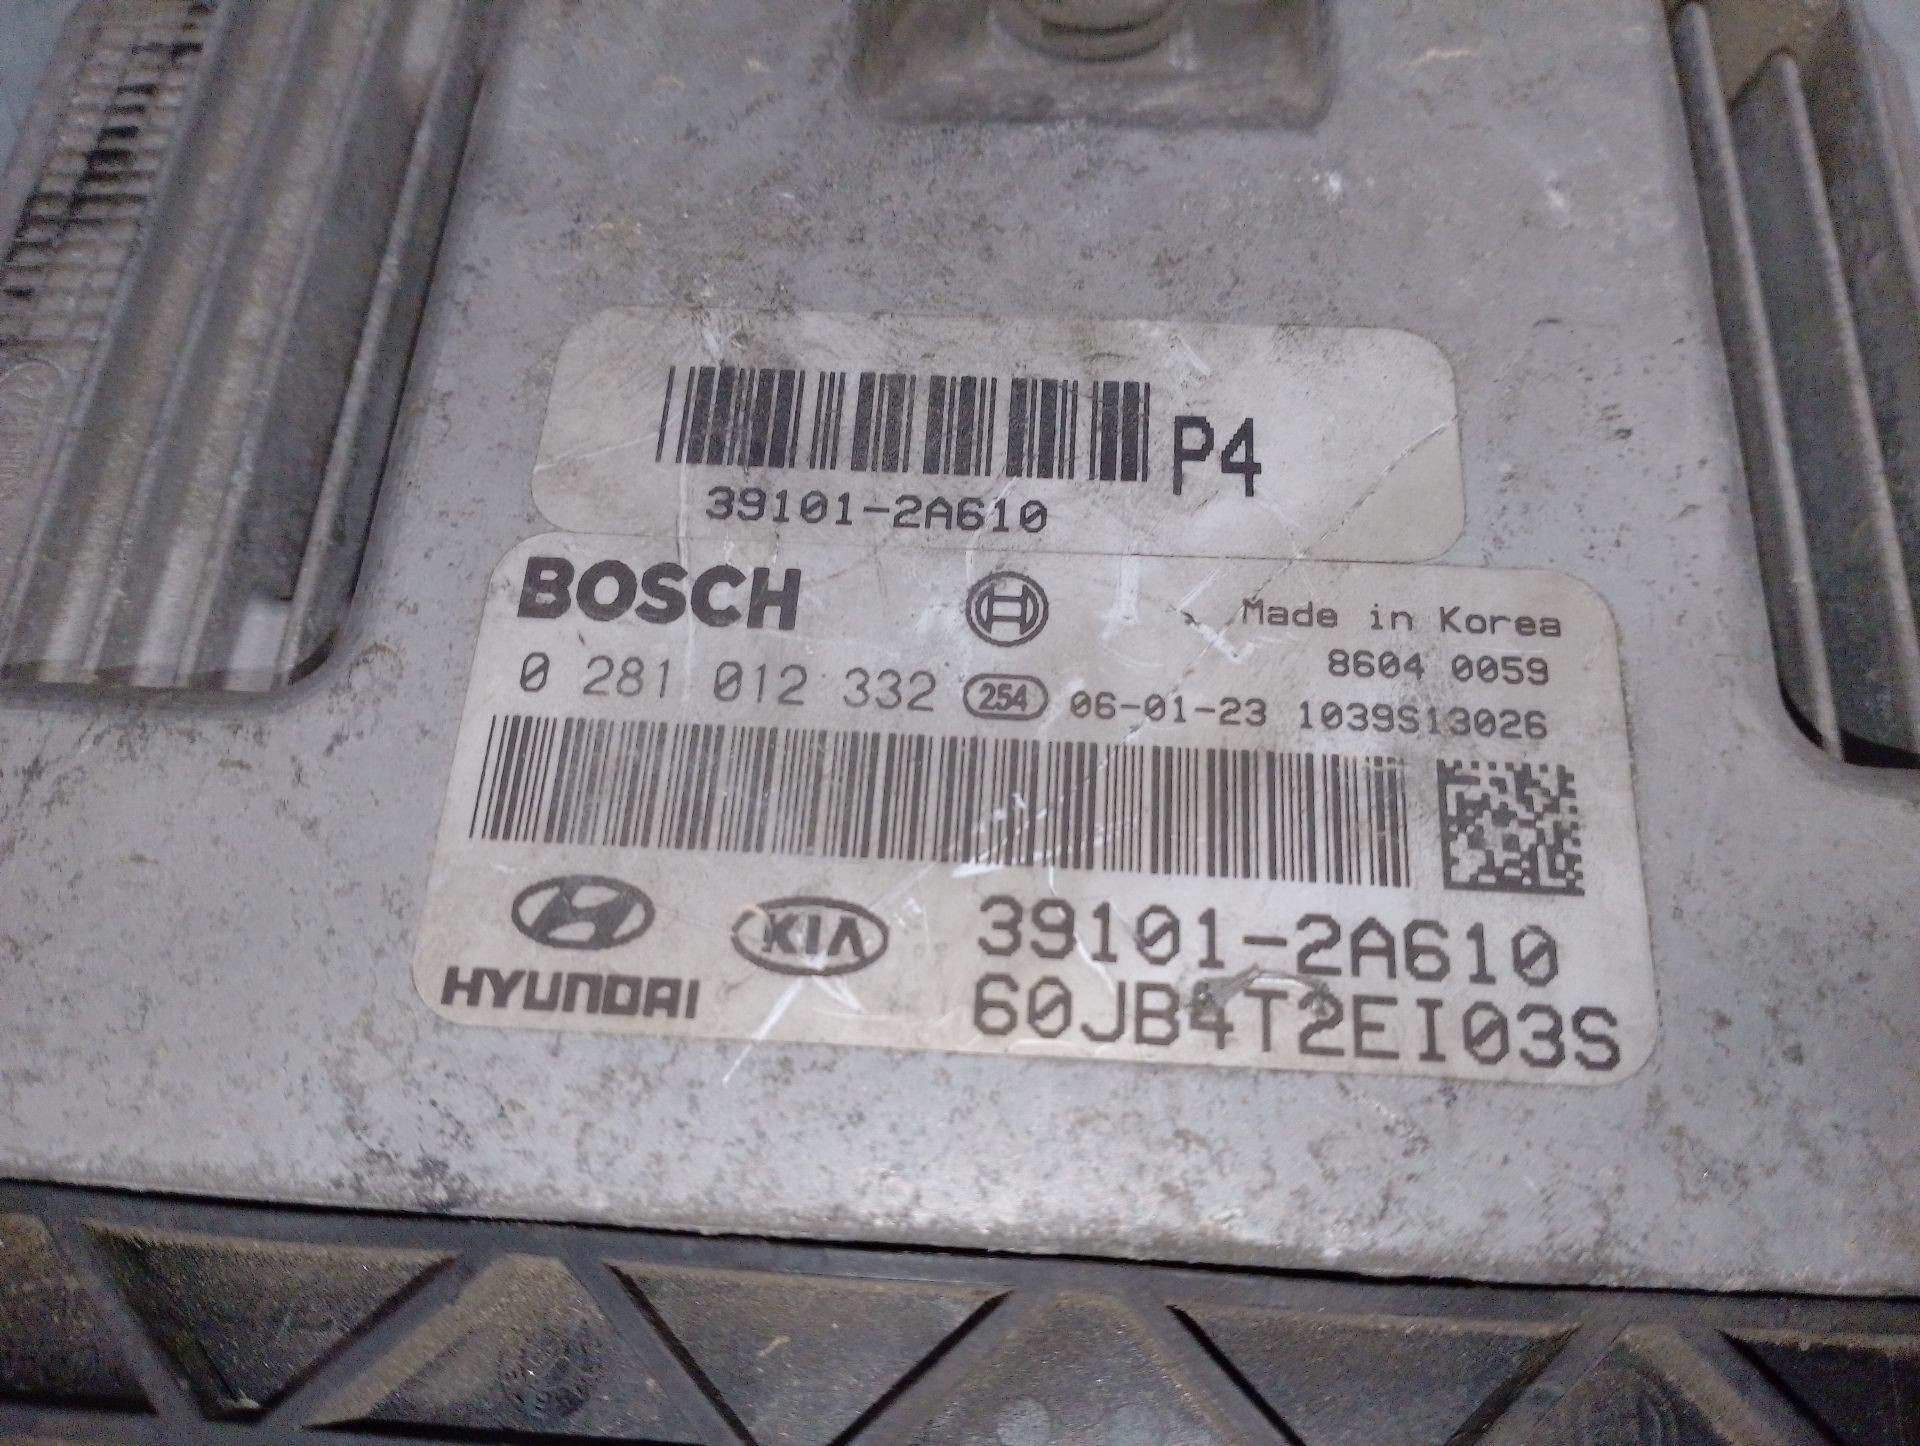 P4
39101-2A610
BOSCH
Made in Korea
8604 0059
0 281 012 332 254 06-01-23 1039S13026
HYUNDAI
KIA
39101-2A610
60JB4T2EI03S